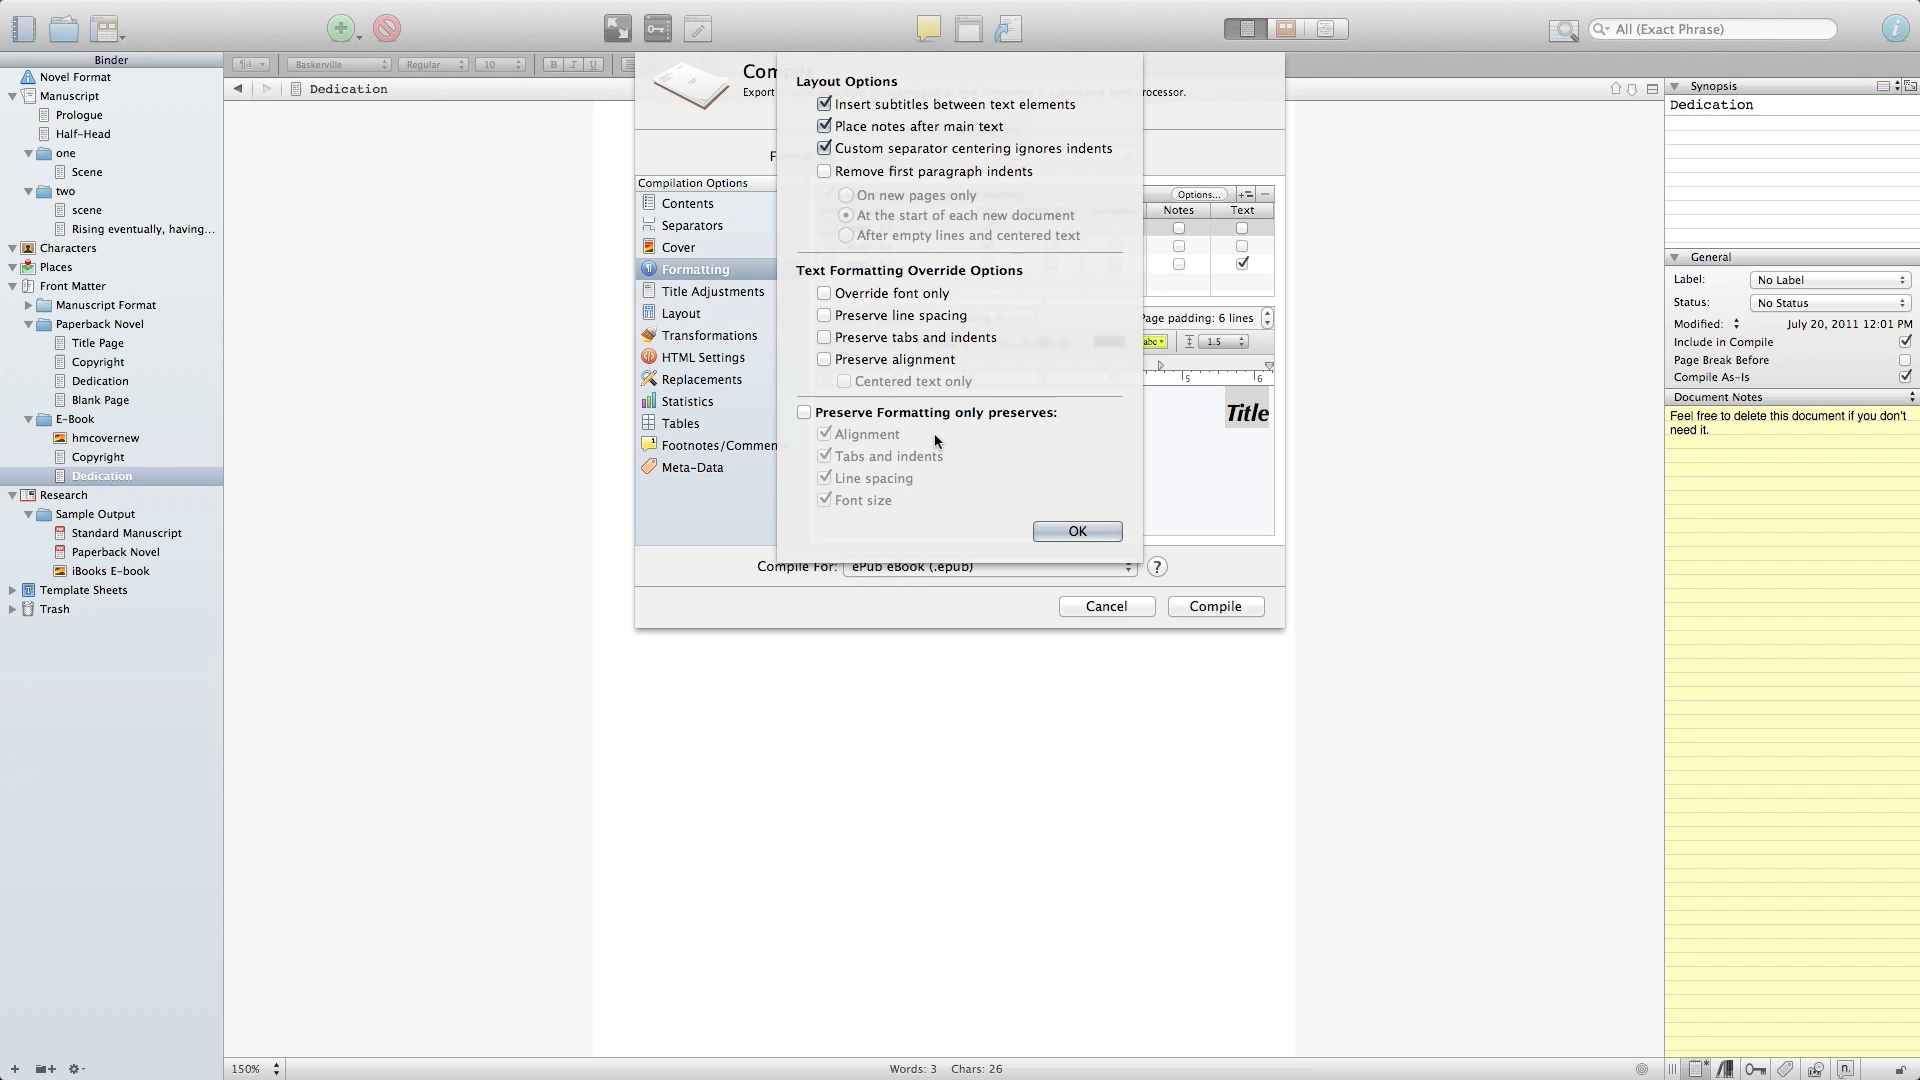 All (Exact Phrase)
Binder
Novel Format
Manuscript
Prologue
Half-Head
one
Scene
two
scene
Rising eventually, having...
Characters
Places
Front Matter
Manuscript Format
Paperback Novel
Title Page
Copyright
Dedication
Blank Page
E-Book
hmcovernew
Copyright
Dedication
Research
Sample Output
Standard Manuscript
Paperback Novel
iBooks E-book
Template Sheets
Trash
¶a
Baskerville
Regular
10
B I U
Dedication
Com
Export
rocessor.
Compilation Options
Contents
Separators
Cover
Formatting
Title Adjustments
Layout
Transformations
HTML Settings
Replacements
Statistics
Tables
Footnotes/Commen
Meta-Data
Layout Options
Insert subtitles between text elements
Place notes after main text
Custom separator centering ignores indents
Remove first paragraph indents
On new pages only
At the start of each new document
After empty lines and centered text
Text Formatting Override Options
Override font only
Preserve line spacing
Preserve tabs and indents
Preserve alignment
Centered text only
Preserve Formatting only preserves:
Alignment
Tabs and indents
Line spacing
Font size
OK
Options...
Notes Text
Page padding: 6 lines
abc
1.5
5 6
Title
Compile For: ePub eBook (.epub)
?
Cancel Compile
Synopsis
Dedication
General
Label: No Label
Status: No Status
Modified: July 20, 2011 12:01 PM
Include in Compile
Page Break Before
Compile As-Is
Document Notes
Feel free to delete this document if you don't
need it.
150%
Words: 3 Chars: 26